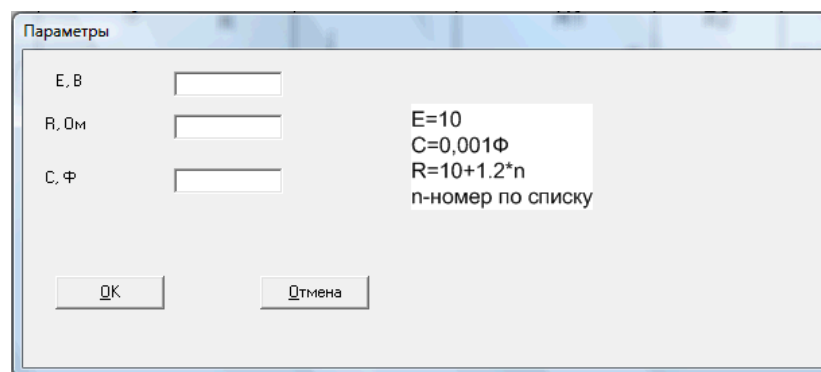 Параметры
E, В
R, Ом
C, Ф
E=10
C=0,001Ф
R=10+1.2*n
n-номер по списку
OK
Отмена